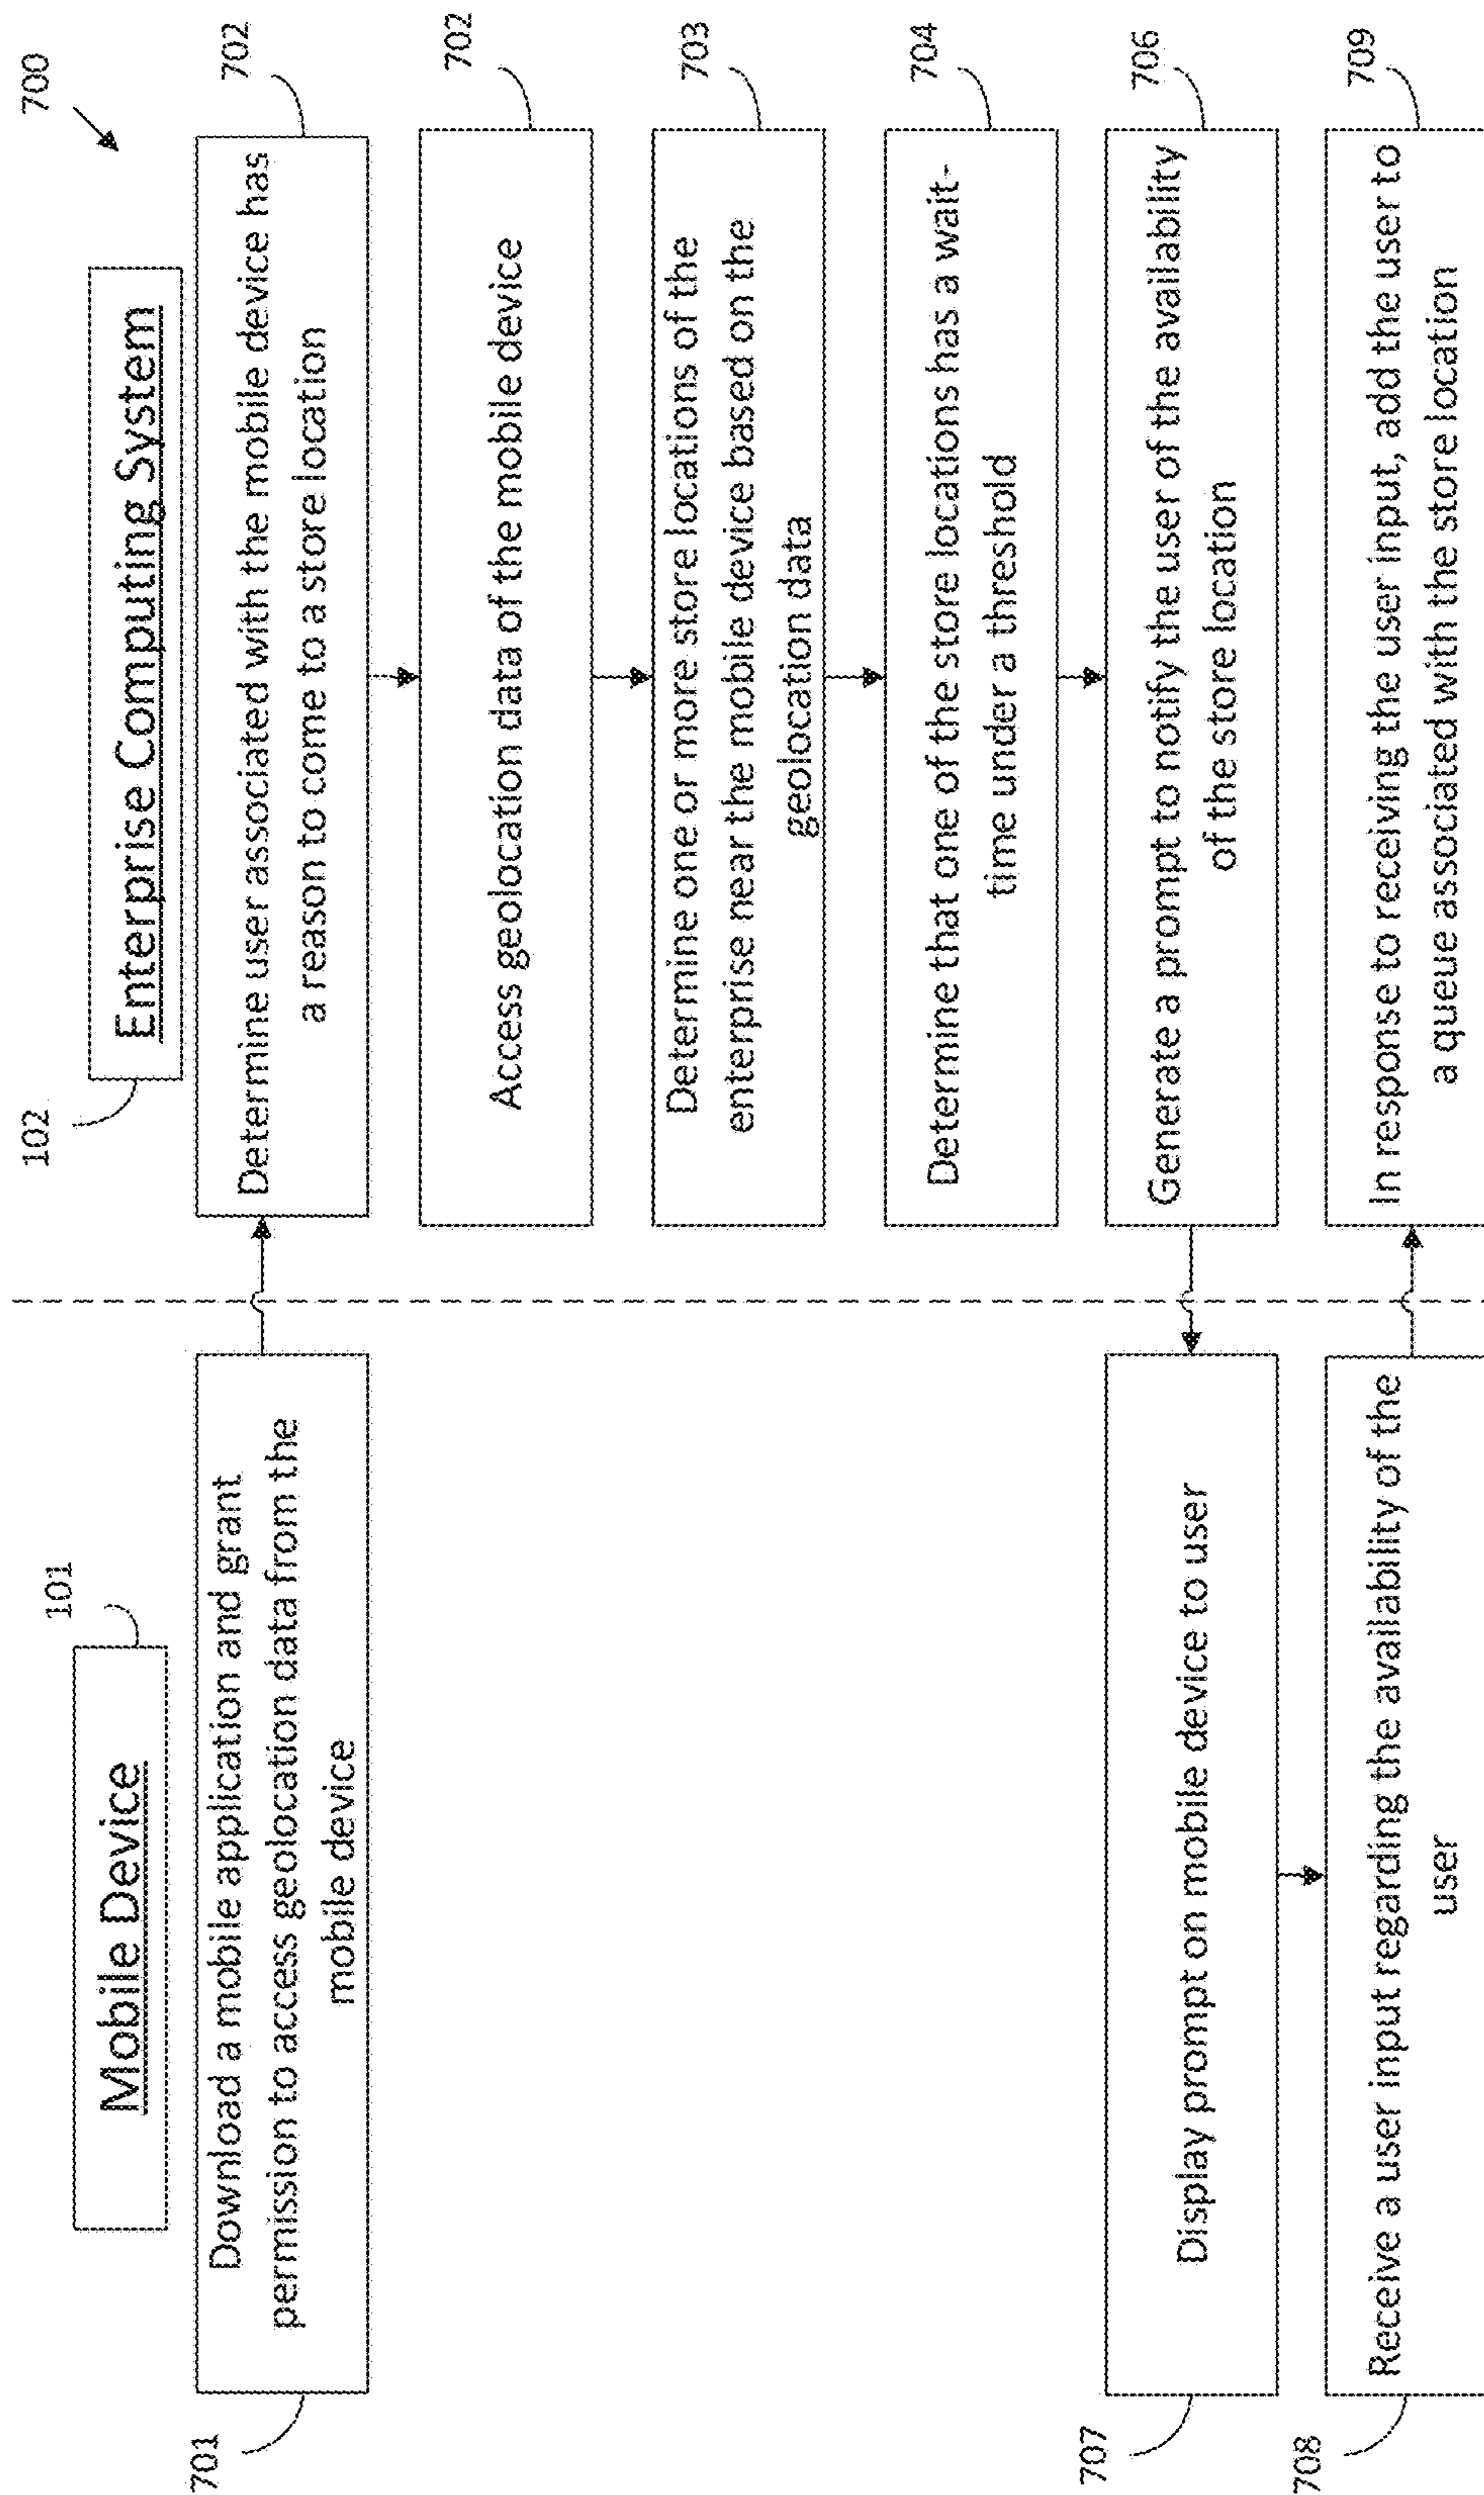 700
101
Mobile Device
102
Enterprise Computing System
701
Download a mobile application and grant
permission to access geolocation data from the
mobile device
702
Determine user associated with the mobile device has
a reason to come to a store location
702
Access geolocation data of the mobile device
703
Determine one or more store locations of the
enterprise near the mobile device based on the
geolocation data
704
Determine that one of the store locations has a wait-
time under a threshold
706
Generate a prompt to notify the user of the availability
of the store location
707
Display prompt on mobile device to user
708
Receive a user input regarding the availability of the
user
709
In response to receiving the user input, add the user to
a queue associated with the store location